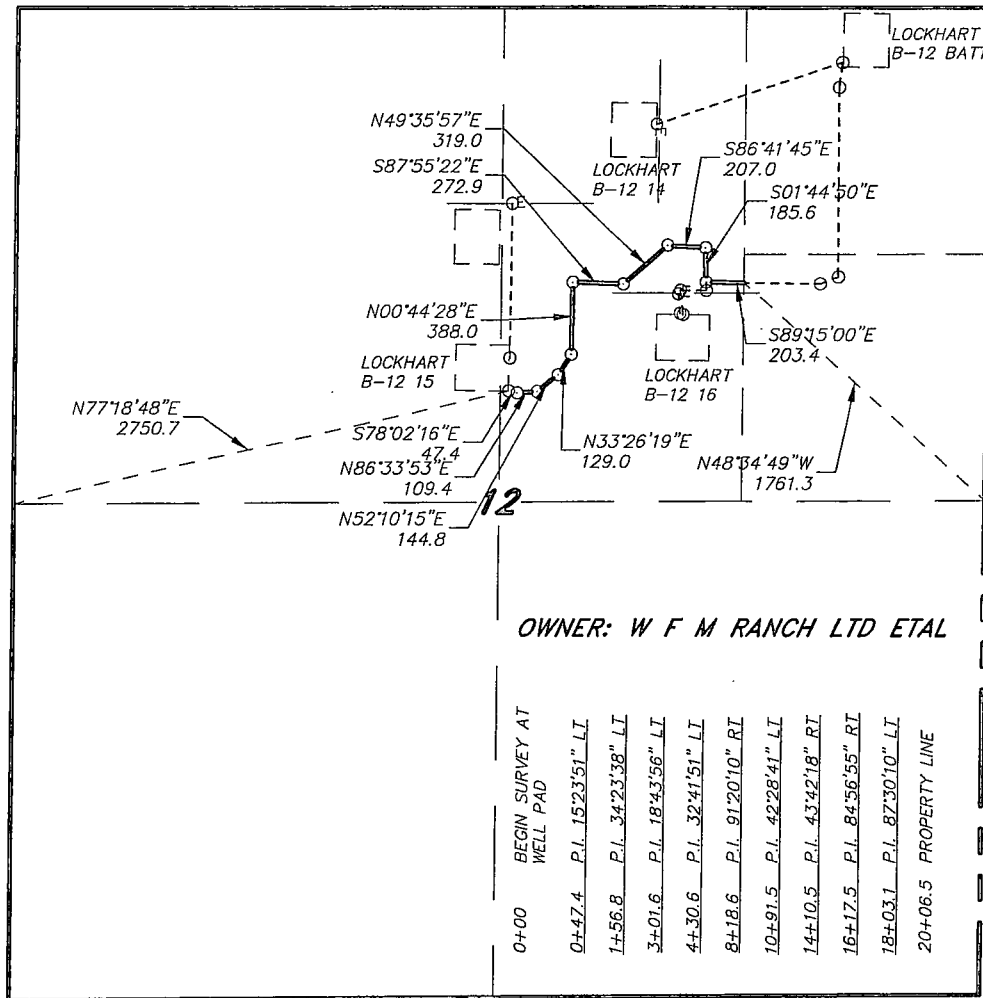 LOCKHART
B-12 BATT
N49°35'57"E
319.0
S87°55'22"E
272.9
S86°41'45"E
207.0
LOCKHART
B-12 14
S01°44'50"E
185.6
N00°44'28"E
388.0
S89°15'00"E
203.4
LOCKHART
B-12 15
LOCKHART
B-12 16
N77°18'48"E
2750.7
S78°02'16"E
47.4
N33°26'19"E
129.0
N48°34'49"W
1761.3
N86°33'53"E
109.4
12
N52°10'15"E
144.8
OWNER: W F M RANCH LTD ETAL
0+00 BEGIN SURVEY AT
WELL PAD
0+47.4 P.I. 15°23'51" LT
1+56.8 P.I. 34°23'38" LT
3+01.6 P.I. 18°43'56" LT
4+30.6 P.I. 32°41'51" LT
8+18.6 P.I. 91°20'10" RT
10+91.5 P.I. 42°28'41" LT
14+10.5 P.I. 43°42'18" RT
16+17.5 P.I. 84°56'55" RT
18+03.1 P.I. 87°30'10" LT
20+06.5 PROPERTY LINE